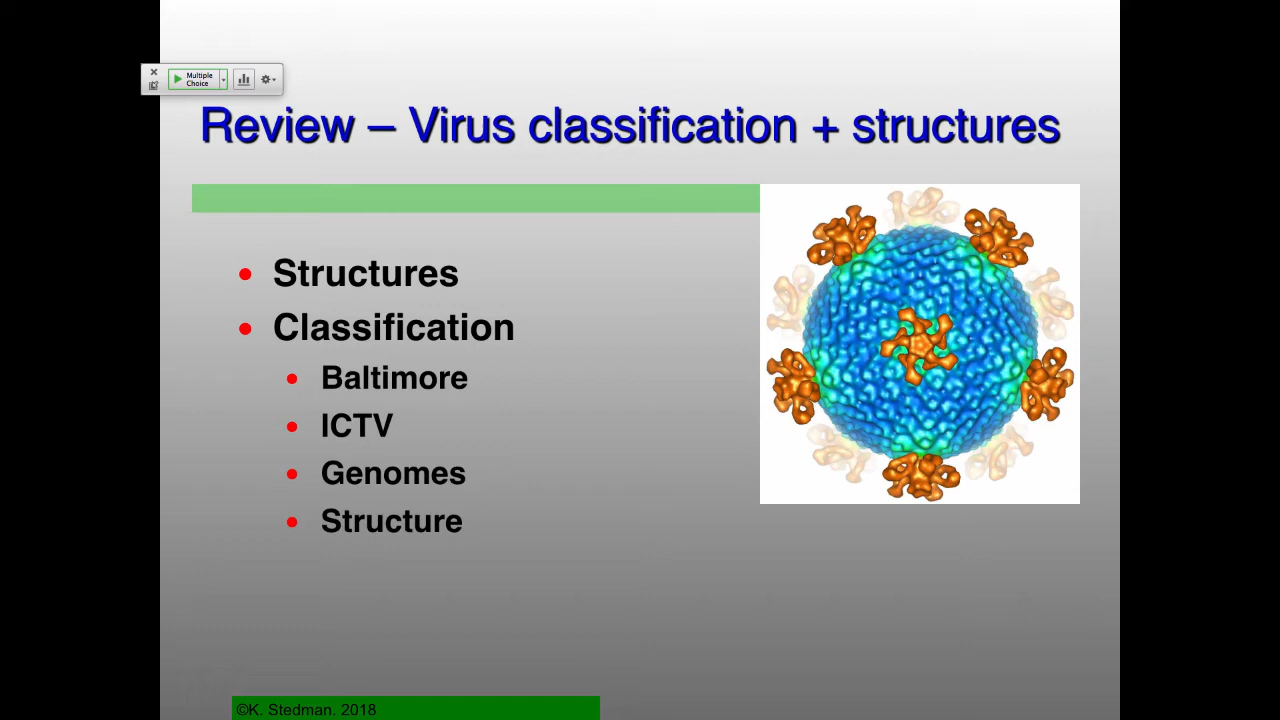 Multiple
Choice
Review – Virus classification + structures
• Structures
• Classification
• Baltimore
• ICTV
• Genomes
• Structure
©K. Stedman. 2018